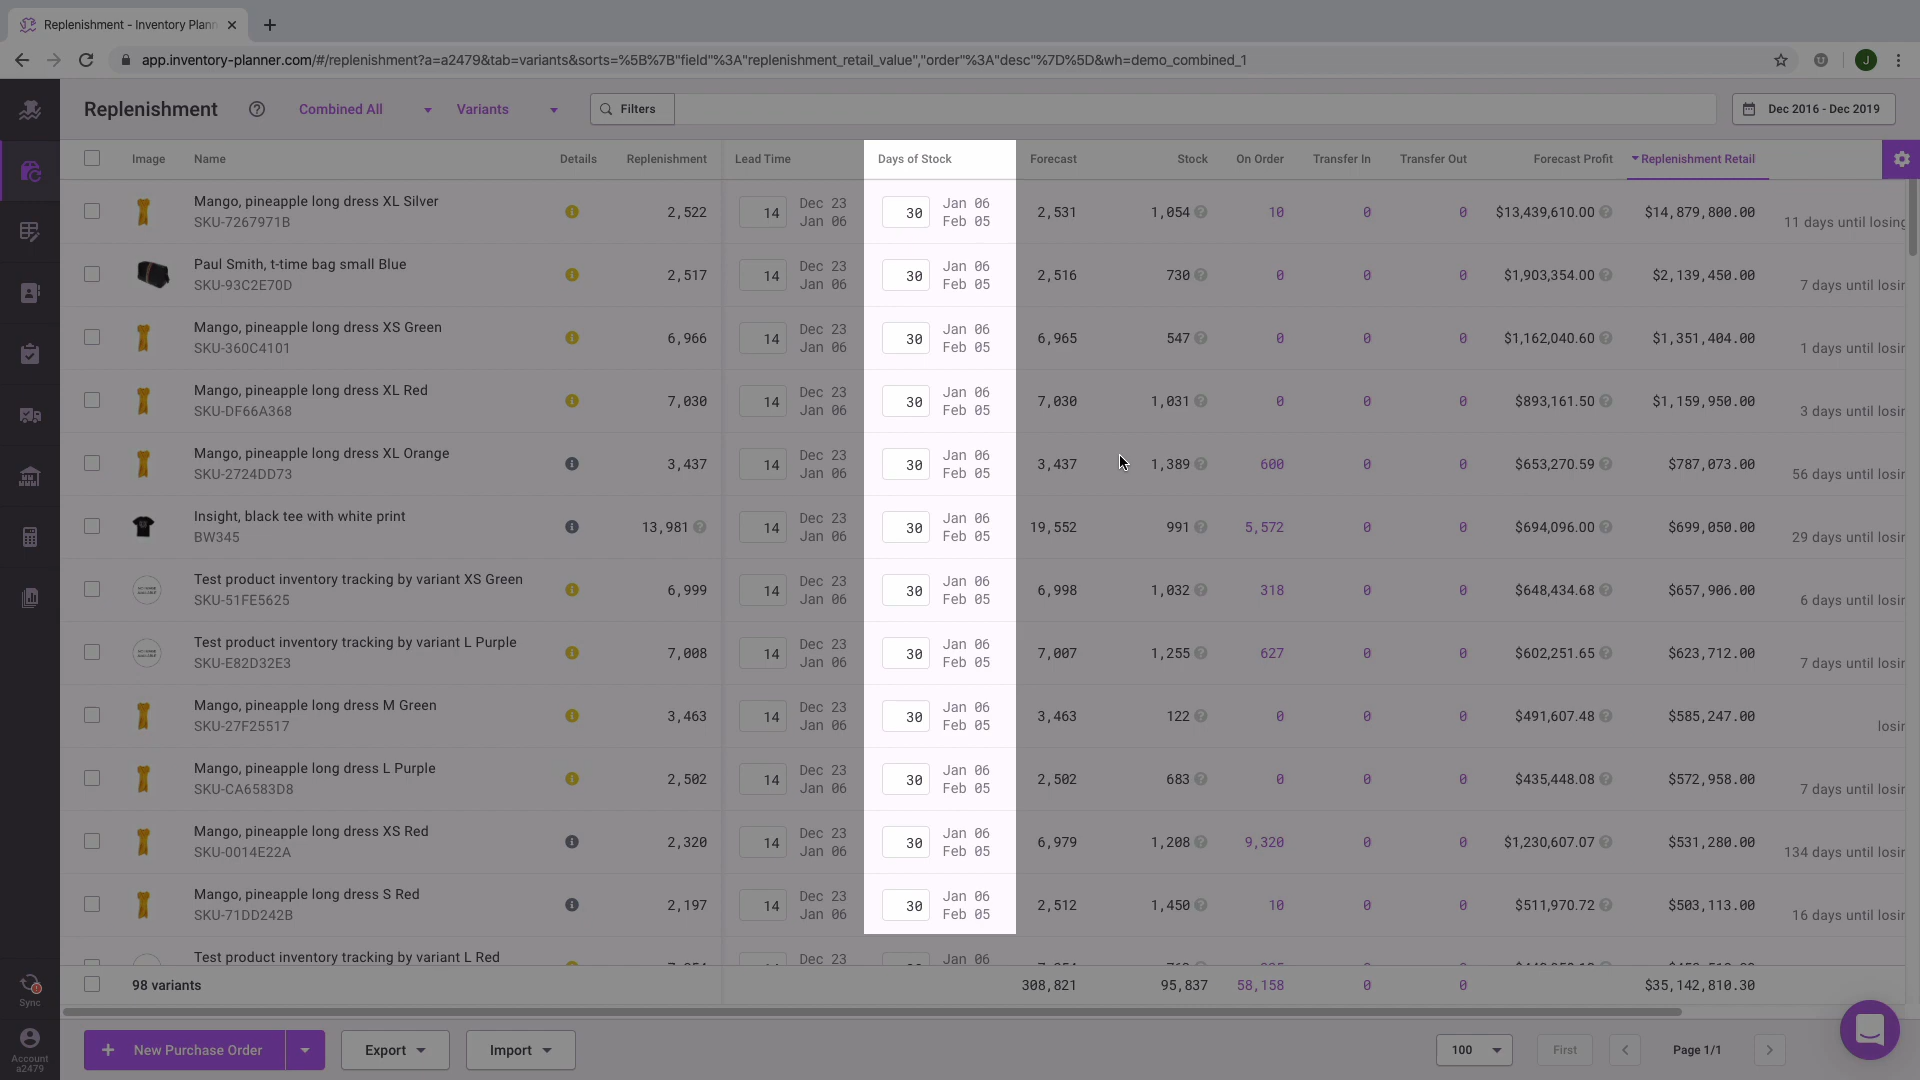 Replenishment - Inventory Plann
app.inventory-planner.com/#/replenishment?a=a2479&tab=variants&sorts=%5B%7B"field"%3A"replenishment_retail_value","order"%3A"desc"%7D%5D&wh=demo_combined_1
J
Replenishment Combined All Variants Filters Dec 2016 - Dec 2019
Image Name Details Replenishment Lead Time Days of Stock Forecast Stock On Order Transfer In Transfer Out Forecast Profit Replenishment Retail
Mango, pineapple long dress XL Silver Dec 23 Jan 06
2,522 14 30 2,531 1,054 10 0 0 $13,439,610.00 $14,879,800.00
SKU-7267971B Jan 06 Feb 05 11 days until losing
Paul Smith, t-time bag small Blue Dec 23 Jan 06
2,517 14 30 2,516 730 0 0 0 $1,903,354.00 $2,139,450.00
SKU-93C2E70D Jan 06 Feb 05 7 days until losin
Mango, pineapple long dress XS Green Dec 23 Jan 06
6,966 14 30 6,965 547 0 0 0 $1,162,040.60 $1,351,404.00
SKU-360C4101 Jan 06 Feb 05 1 days until losin
Mango, pineapple long dress XL Red Dec 23 Jan 06
7,030 14 30 7,030 1,031 0 0 0 $893,161.50 $1,159,950.00
SKU-DF66A368 Jan 06 Feb 05 3 days until losin
Mango, pineapple long dress XL Orange Dec 23 Jan 06
3,437 14 30 3,437 1,389 600 0 0 $653,270.59 $787,073.00
SKU-2724DD73 Jan 06 Feb 05 56 days until losin
Insight, black tee with white print Dec 23 Jan 06
13,981 14 30 19,552 991 5,572 0 0 $694,096.00 $699,050.00
BW345 Jan 06 Feb 05 29 days until losin
Test product inventory tracking by variant XS Green Dec 23 Jan 06
6,999 14 30 6,998 1,032 318 0 0 $648,434.68 $657,906.00
SKU-51FE5625 Jan 06 Feb 05 6 days until losin
Test product inventory tracking by variant L Purple Dec 23 Jan 06
7,008 14 30 7,007 1,255 627 0 0 $602,251.65 $623,712.00
SKU-E82D32E3 Jan 06 Feb 05 7 days until losin
Mango, pineapple long dress M Green Dec 23 Jan 06
3,463 14 30 3,463 122 0 0 0 $491,607.48 $585,247.00
SKU-27F25517 Jan 06 Feb 05 losin
Mango, pineapple long dress L Purple Dec 23 Jan 06
2,502 14 30 2,502 683 0 0 0 $435,448.08 $572,958.00
SKU-CA6583D8 Jan 06 Feb 05 7 days until losin
Mango, pineapple long dress XS Red Dec 23 Jan 06
2,320 14 30 6,979 1,208 9,320 0 0 $1,230,607.07 $531,280.00
SKU-0014E22A Jan 06 Feb 05 134 days until losin
Mango, pineapple long dress S Red Dec 23 Jan 06
2,197 14 30 2,512 1,450 10 0 0 $511,970.72 $503,113.00
SKU-71DD242B Jan 06 Feb 05 16 days until losin
Test product inventory tracking by variant L Red Dec 23 Jan 06
98 variants 308,821 95,837 58,158 0 0 $35,142,810.30
Sync
Account
a2479
New Purchase Order Export Import 100 First Page 1/1